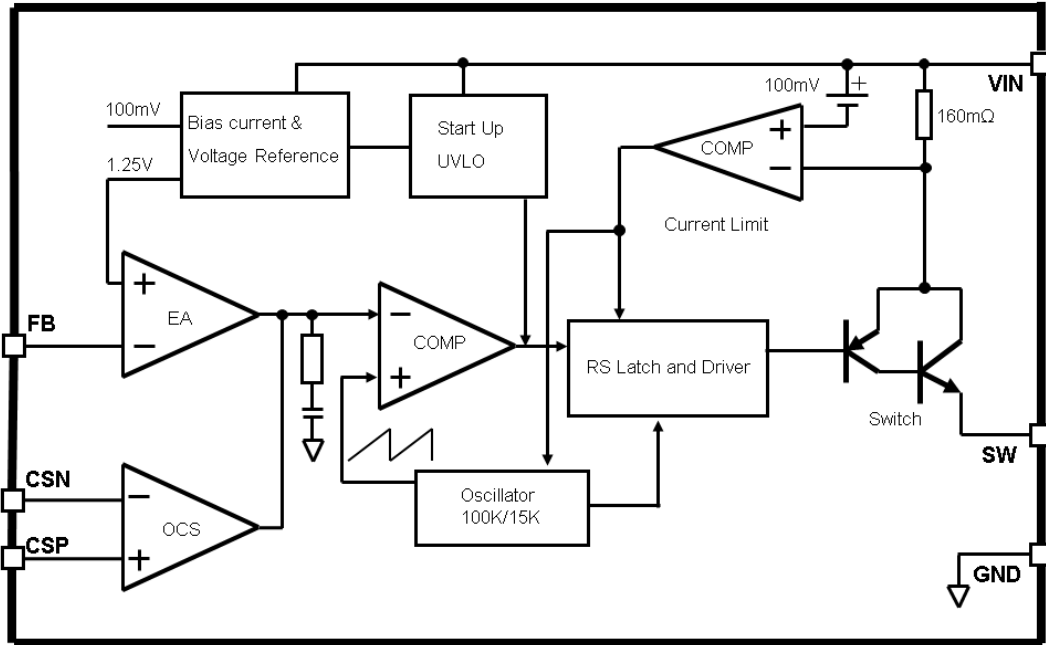 VIN
100mV
+
160mΩ
100mV
Bias current &
Voltage Reference
Start Up
UVLO
+
COMP
−
1.25V
Current Limit
+
EA
−
FB
−
COMP
+
RS Latch and Driver
Switch
SW
CSN
−
OCS
CSP
+
Oscillator
100K/15K
GND